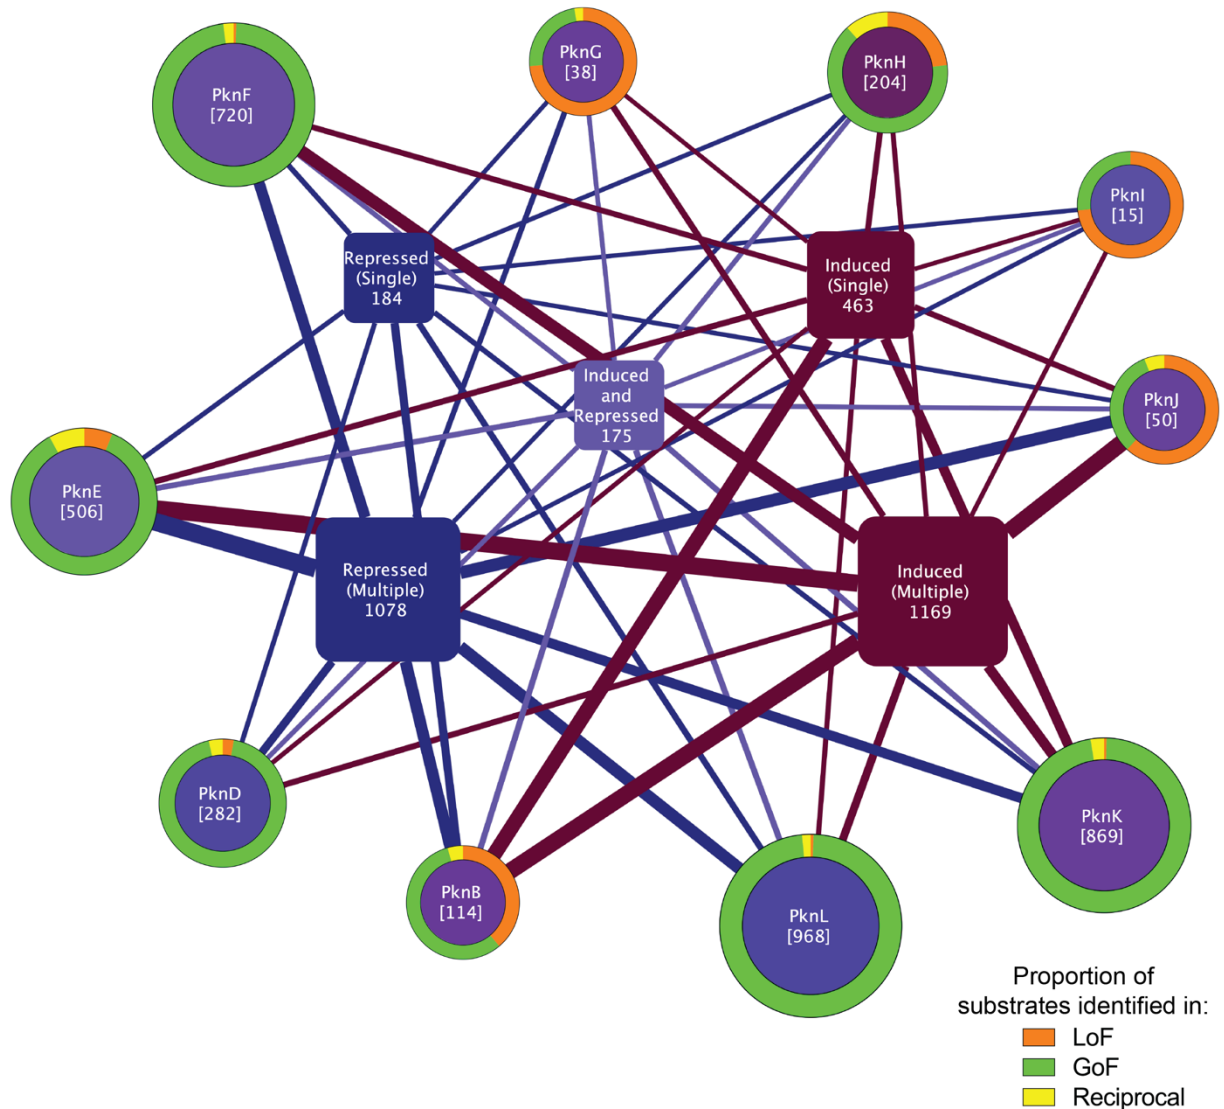 PknG
[38]
PknH
[204]
PknF
[720]
PknI
[15]
Repressed
(Single)
184
Induced
(Single)
463
Induced
and
Repressed
175
PknJ
[50]
PknE
[506]
Repressed
(Multiple)
1078
Induced
(Multiple)
1169
PknD
[282]
PknK
[869]
PknB
[114]
PknL
[968]
Proportion of
substrates identified in:
LoF
GoF
Reciprocal